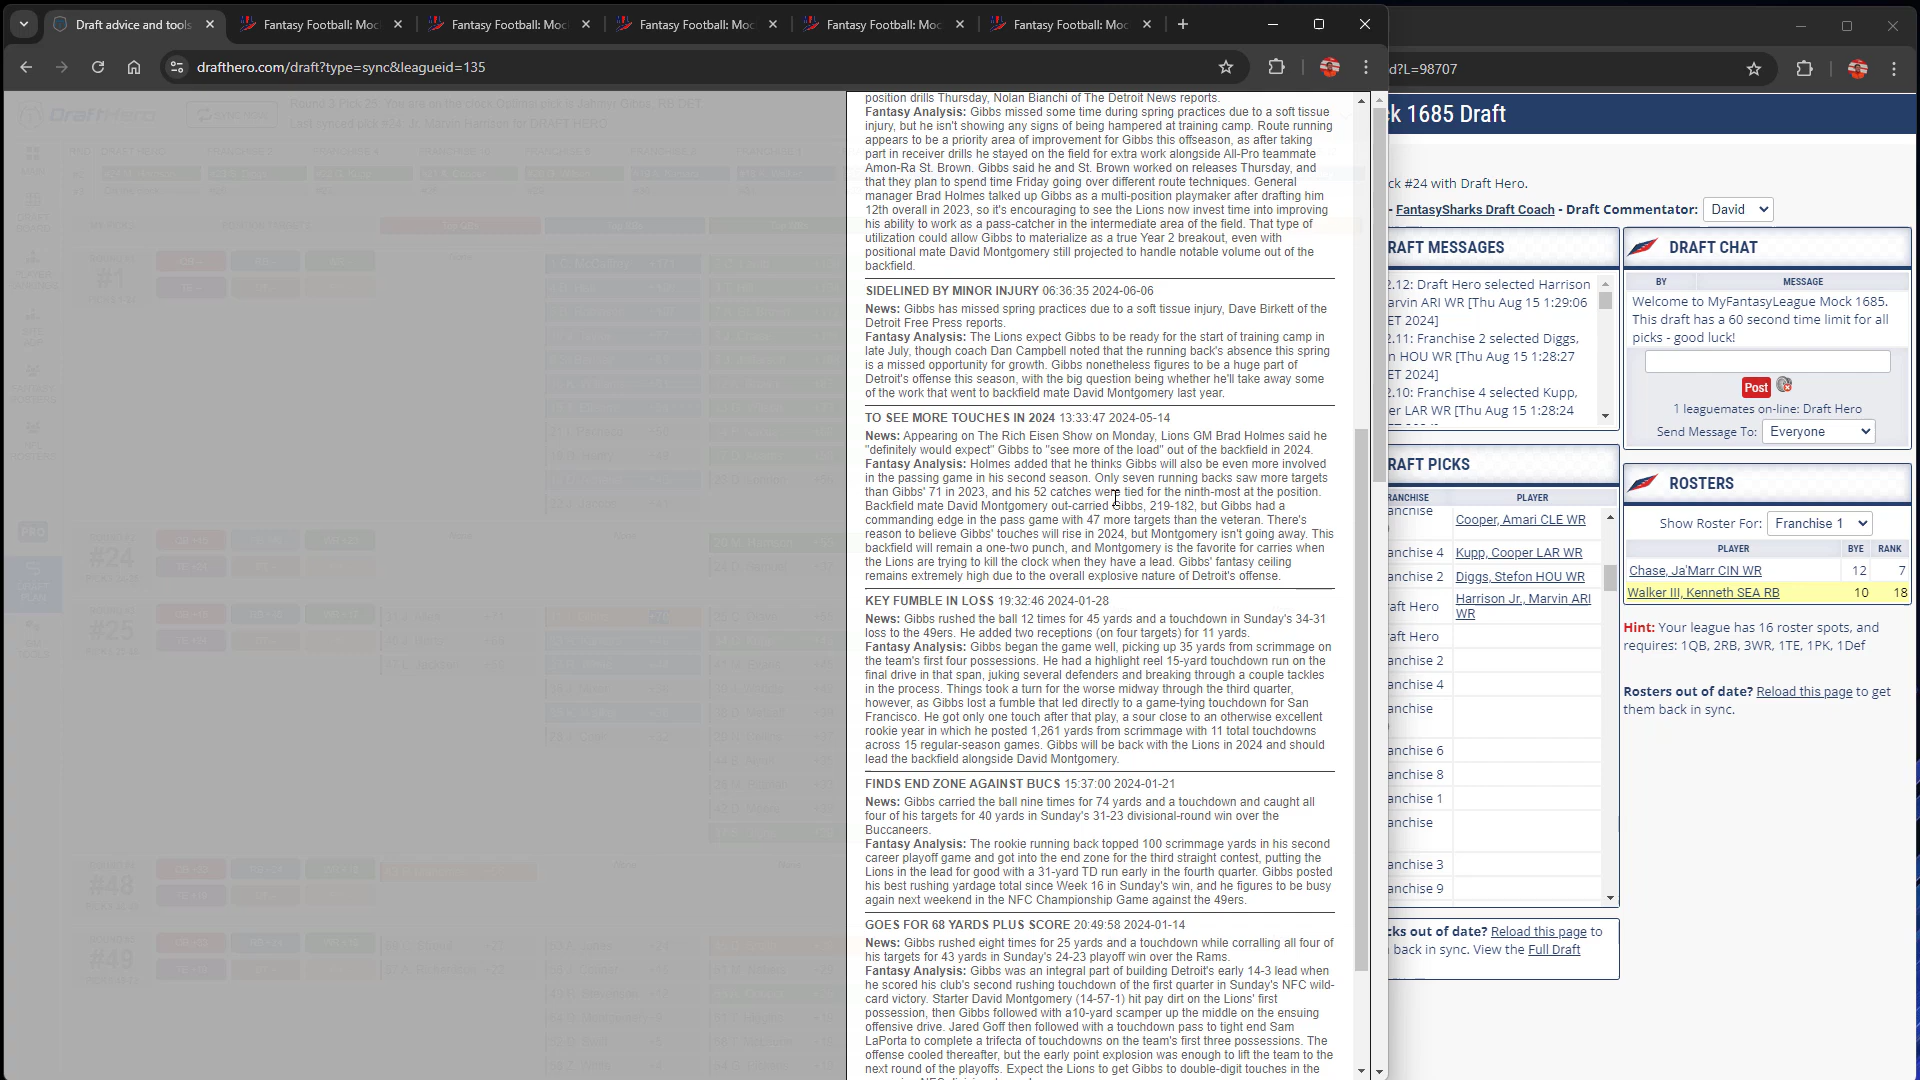 Draft advice and tools
Fantasy Football: Moc
Fantasy Football: Moc
Fantasy Football: Moc
Fantasy Football: Moc
Fantasy Football: Moc
drafthero.com/draft?type=sync&leagueid=135
d?L=98707
position drills Thursday, Nolan Bianchi of The Detroit News reports.
Fantasy Analysis: Gibbs missed some time during spring practices due to a soft tissue
injury, but he isn't showing any signs of being hampered at training camp. Route running
appears to be a priority area of improvement for Gibbs this offseason, as after taking
part in receiver drills he stayed on the field for extra work alongside All-Pro teammate
Amon-Ra St. Brown. Gibbs said he and St. Brown worked on releases Thursday, and
that they plan to spend time Friday going over different route techniques. General
manager Brad Holmes talked up Gibbs as a multi-position playmaker after drafting him
12th overall in 2023, so it's encouraging to see the Lions now invest time into improving
his ability to work as a pass-catcher in the intermediate area of the field. That type of
utilization could allow Gibbs to materialize as a true Year 2 breakout, even with
positional mate David Montgomery still projected to handle notable volume out of the
backfield.
SIDELINED BY MINOR INJURY 06:36:35 2024-06-06
News: Gibbs has missed spring practices due to a soft tissue injury, Dave Birkett of the
Detroit Free Press reports.
Fantasy Analysis: The Lions expect Gibbs to be ready for the start of training camp in
late July, though coach Dan Campbell noted that the running back's absence this spring
is a missed opportunity for growth. Gibbs nonetheless figures to be a huge part of
Detroit's offense this season, with the big question being whether he'll take away some
of the work that went to backfield mate David Montgomery last year.
TO SEE MORE TOUCHES IN 2024 13:33:47 2024-05-14
News: Appearing on The Rich Eisen Show on Monday, Lions GM Brad Holmes said he
"definitely would expect" Gibbs to "see more of the load" out of the backfield in 2024.
Fantasy Analysis: Holmes added that he thinks Gibbs will also be even more involved
in the passing game in his second season. Only seven running backs saw more targets
than Gibbs' 71 in 2023, and his 52 catches were tied for the ninth-most at the position.
Backfield mate David Montgomery out-carried Gibbs, 219-182, but Gibbs had a
commanding edge in the pass game with 47 more targets than the veteran. There's
reason to believe Gibbs' touches will rise in 2024, but Montgomery isn't going away. This
backfield will remain a one-two punch, and Montgomery is the favorite for carries when
the Lions are trying to kill the clock when they have a lead. Gibbs' fantasy ceiling
remains extremely high due to the overall explosive nature of Detroit's offense.
KEY FUMBLE IN LOSS 19:32:46 2024-01-28
News: Gibbs rushed the ball 12 times for 45 yards and a touchdown in Sunday's 34-31
loss to the 49ers. He added two receptions (on four targets) for 11 yards.
Fantasy Analysis: Gibbs began the game well, picking up 35 yards from scrimmage on
the team's first four possessions. He had a highlight reel 15-yard touchdown run on the
final drive in that span, juking several defenders and breaking through a couple tackles
in the process. Things took a turn for the worse midway through the third quarter,
however, as Gibbs lost a fumble that led directly to a game-tying touchdown for San
Francisco. He got only one touch after that play, a sour close to an otherwise excellent
rookie year in which he posted 1,261 yards from scrimmage with 11 total touchdowns
across 15 regular-season games. Gibbs will be back with the Lions in 2024 and should
lead the backfield alongside David Montgomery.
FINDS END ZONE AGAINST BUCS 15:37:00 2024-01-21
News: Gibbs carried the ball nine times for 74 yards and a touchdown and caught all
four of his targets for 40 yards in Sunday's 31-23 divisional-round win over the
Buccaneers.
Fantasy Analysis: The rookie running back topped 100 scrimmage yards in his second
career playoff game and got into the end zone for the third straight contest, putting the
Lions in the lead for good with a 31-yard TD run early in the fourth quarter. Gibbs posted
his best rushing yardage total since Week 16 in Sunday's win, and he figures to be busy
again next weekend in the NFC Championship Game against the 49ers.
GOES FOR 68 YARDS PLUS SCORE 20:49:58 2024-01-14
News: Gibbs rushed eight times for 25 yards and a touchdown while corralling all four of
his targets for 43 yards in Sunday's 24-23 playoff win over the Rams.
Fantasy Analysis: Gibbs was an integral part of building Detroit's early 14-3 lead when
he scored his club's second rushing touchdown of the first quarter in Sunday's NFC wild-
card victory. Starter David Montgomery (14-57-1) hit pay dirt on the Lions' first
possession, then Gibbs followed with a10-yard scamper up the middle on the ensuing
offensive drive. Jared Goff then followed with a touchdown pass to tight end Sam
LaPorta to complete a trifecta of touchdowns on the team's first three possessions. The
offense cooled thereafter, but the early point explosion was enough to lift the team to the
next round of the playoffs. Expect the Lions to get Gibbs to double-digit touches in the
DraftHero
#1
#24
#25
#48
#49
PRO
k 1685 Draft
ck #24 with Draft Hero.
- FantasySharks Draft Coach - Draft Commentator: David
RAFT MESSAGES
2.12: Draft Hero selected Harrison
arvin ARI WR [Thu Aug 15 1:29:06
ET 2024]
2.11: Franchise 2 selected Diggs,
n HOU WR [Thu Aug 15 1:28:27
ET 2024]
2.10: Franchise 4 selected Kupp,
er LAR WR [Thu Aug 15 1:28:24
DRAFT CHAT
BY MESSAGE
Welcome to MyFantasyLeague Mock 1685.
This draft has a 60 second time limit for all
picks - good luck!
Post
1 leaguemates on-line: Draft Hero
Send Message To: Everyone
RAFT PICKS
RANCHISE PLAYER
anchise Cooper, Amari CLE WR
anchise 4 Kupp, Cooper LAR WR
anchise 2 Diggs, Stefon HOU WR
raft Hero Harrison Jr., Marvin ARI
WR
raft Hero
anchise 2
anchise 4
anchise
anchise 6
anchise 8
anchise 1
anchise
anchise 3
anchise 9
cks out of date? Reload this page to
back in sync. View the Full Draft
ROSTERS
Show Roster For: Franchise 1
PLAYER BYE RANK
Chase, Ja'Marr CIN WR 12 7
Walker III, Kenneth SEA RB 10 18
Hint: Your league has 16 roster spots, and
requires: 1QB, 2RB, 3WR, 1TE, 1PK, 1Def
Rosters out of date? Reload this page to get
them back in sync.